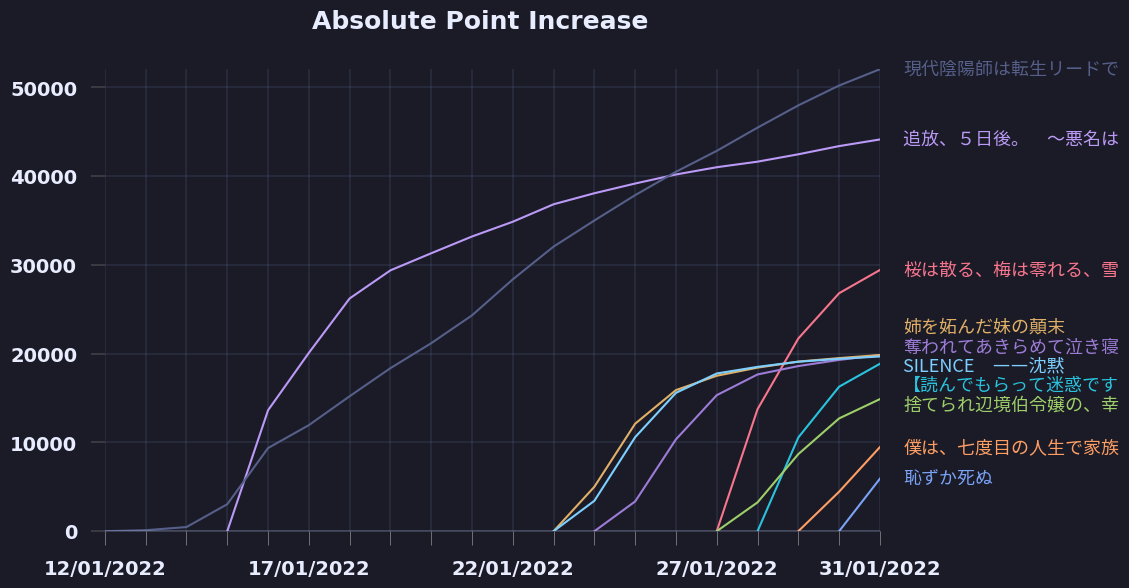 Absolute Point Increase
50000
40000
30000
20000
10000
0
12/01/2022
17/01/2022
22/01/2022
27/01/2022
31/01/2022
現代陰陽師は転生リードで
追放、５日後。　～悪名は
桜は散る、梅は零れる、雪
姉を妬んだ妹の顛末
奪われてあきらめて泣き寝
SILENCE　ーー沈黙
【読んでもらって迷惑です
捨てられ辺境伯令嬢の、幸
僕は、七度目の人生で家族
恥ずか死ぬ